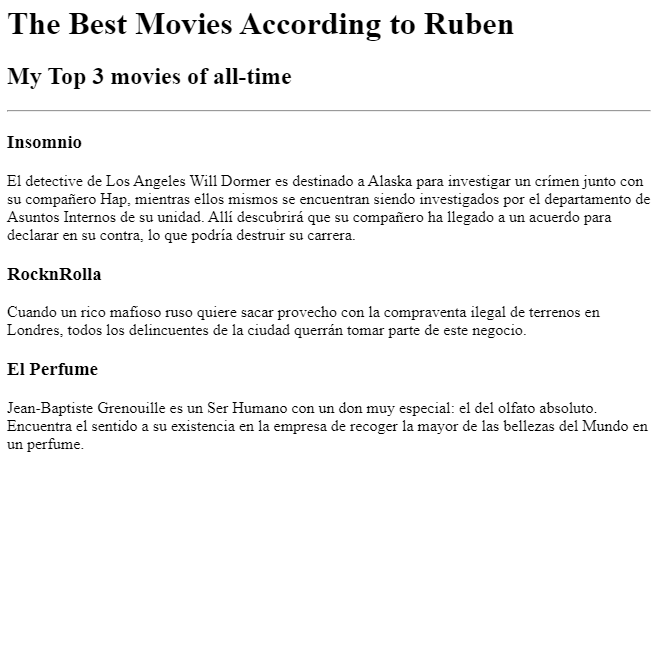 The Best Movies According to Ruben
My Top 3 movies of all-time
Insomnio
El detective de Los Angeles Will Dormer es destinado a Alaska para investigar un crímen junto con
su compañero Hap, mientras ellos mismos se encuentran siendo investigados por el departamento de
Asuntos Internos de su unidad. Allí descubrirá que su compañero ha llegado a un acuerdo para
declarar en su contra, lo que podría destruir su carrera.
RocknRolla
Cuando un rico mafioso ruso quiere sacar provecho con la compraventa ilegal de terrenos en
Londres, todos los delincuentes de la ciudad querrán tomar parte de este negocio.
El Perfume
Jean-Baptiste Grenouille es un Ser Humano con un don muy especial: el del olfato absoluto.
Encuentra el sentido a su existencia en la empresa de recoger la mayor de las bellezas del Mundo en
un perfume.